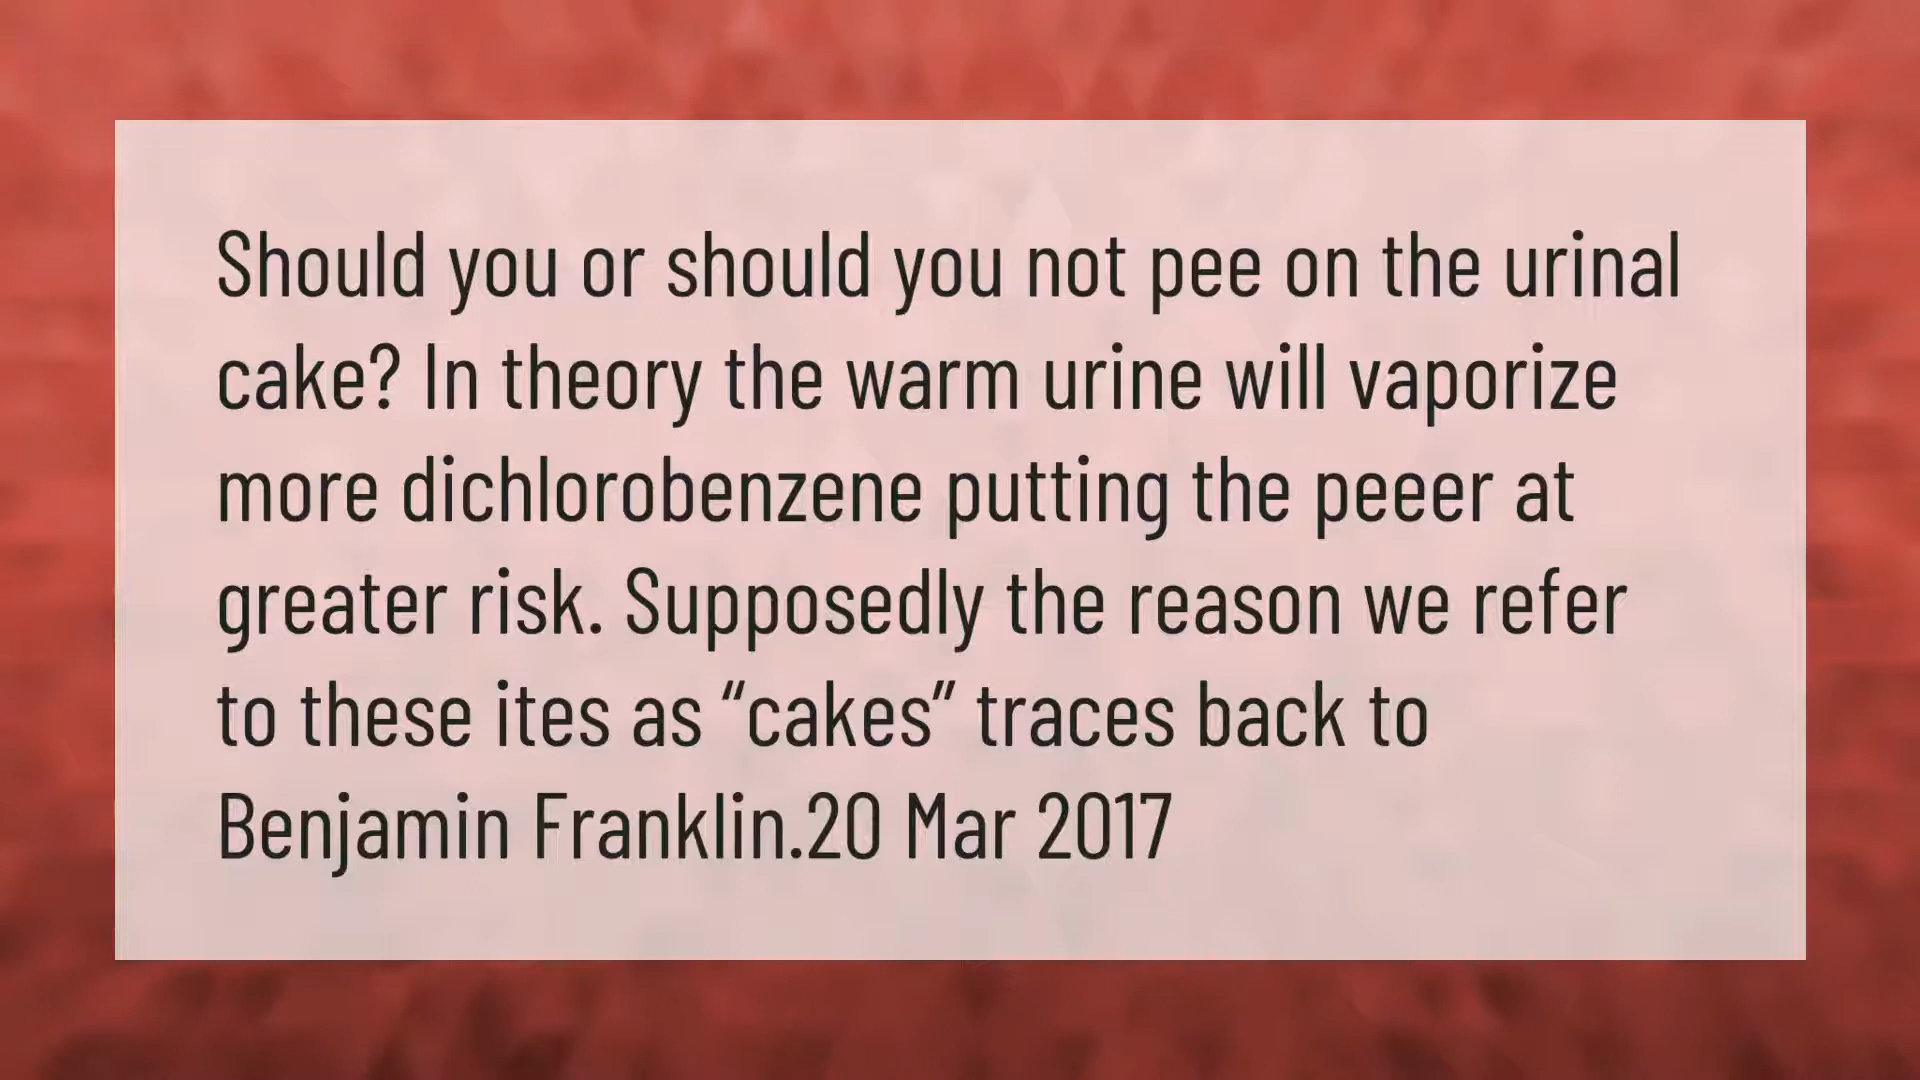 Should you or should you not pee on the urinal
cake? In theory the warm urine will vaporize
more dichlorobenzene putting the peeer at
greater risk. Supposedly the reason we refer
to these ites as “cakes” traces back to
Benjamin Franklin.20 Mar 2017